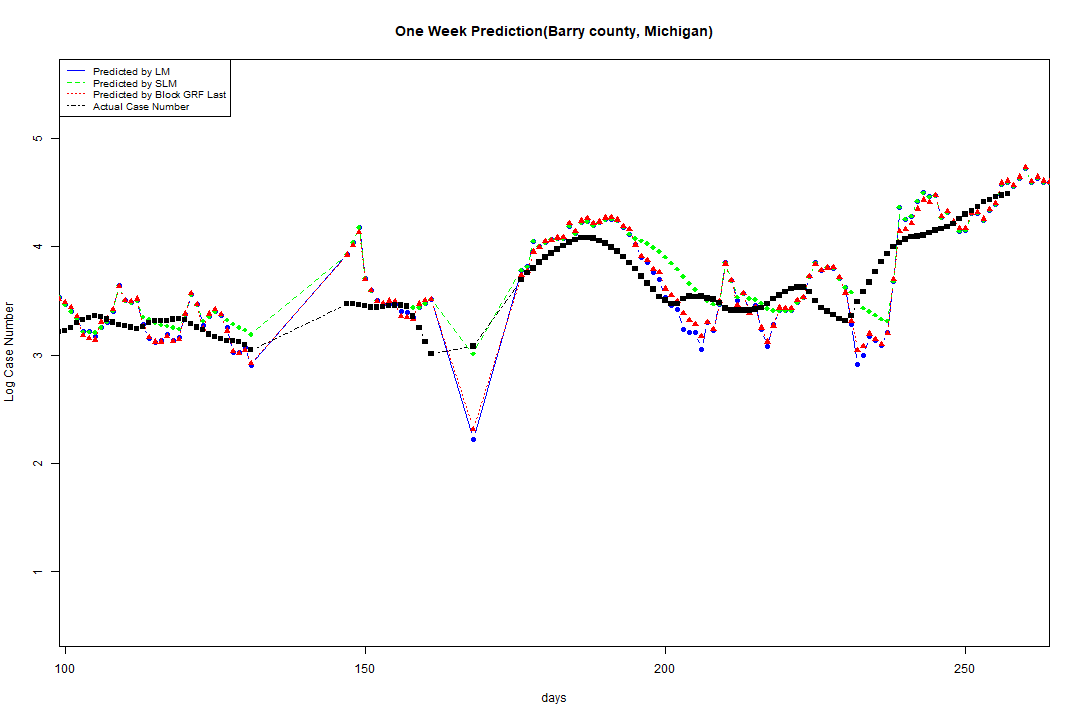 One Week Prediction(Barry county, Michigan)
Predicted by LM
Predicted by SLM
Predicted by Block GRF Last
Actual Case Number
5
4
3
2
1
Log Case Number
100 150 200 250
days